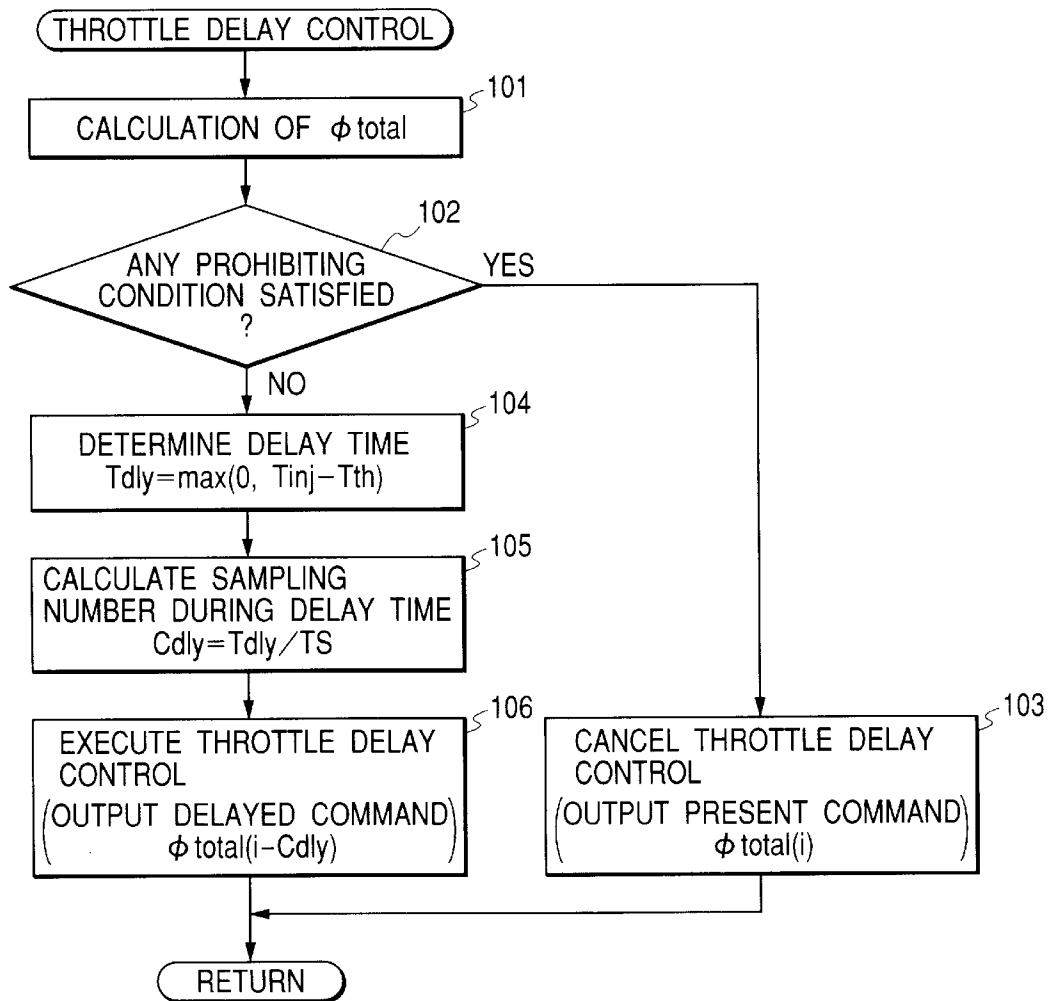 THROTTLE DELAY CONTROL
101
CALCULATION OF ϕ total
102
ANY PROHIBITING
CONDITION SATISFIED
?
YES
NO
104
DETERMINE DELAY TIME
Tdly=max(0, Tinj−Tth)
105
CALCULATE SAMPLING
NUMBER DURING DELAY TIME
Cdly=Tdly/TS
106
EXECUTE THROTTLE DELAY
CONTROL
(OUTPUT DELAYED COMMAND
ϕ total(i−Cdly))
103
CANCEL THROTTLE DELAY
CONTROL
(OUTPUT PRESENT COMMAND
ϕ total(i))
RETURN